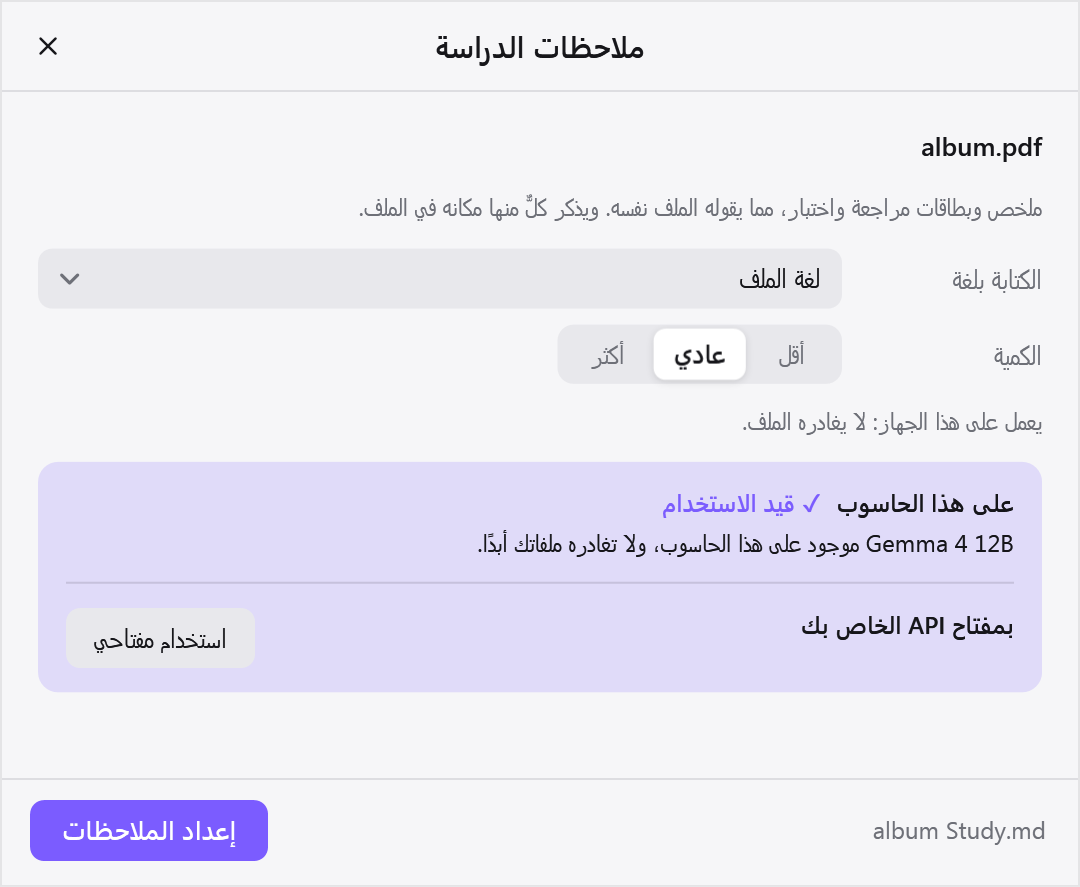 ملاحظات الدراسة
album.pdf
ملخص وبطاقات مراجعة واختبار، مما يقوله الملف نفسه. ويذكر كلٌّ منها مكانه في الملف.
الكتابة بلغة
لغة الملف
الكمية
أقل
عادي
أكثر
يعمل على هذا الجهاز: لا يغادره الملف.
على هذا الحاسوب ✓ قيد الاستخدام
Gemma 4 12B موجود على هذا الحاسوب، ولا تغادره ملفاتك أبدًا.
بمفتاح API الخاص بك
استخدام مفتاحي
album Study.md
إعداد الملاحظات